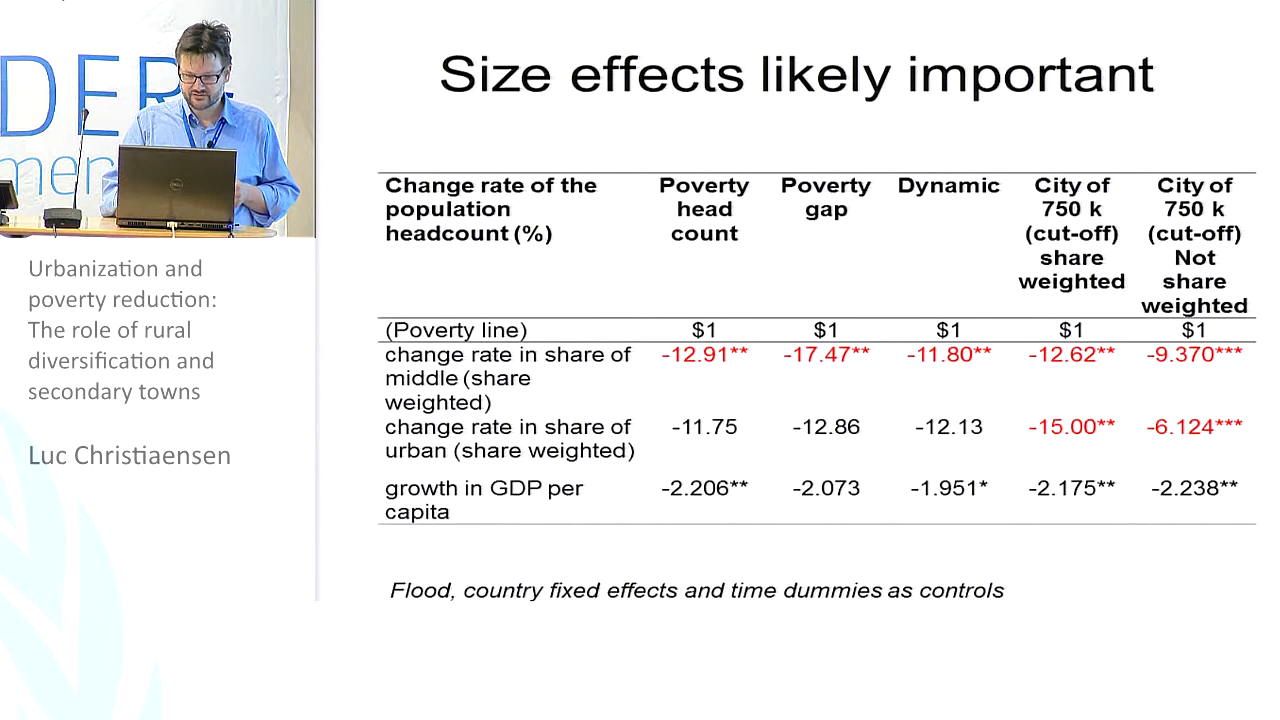 DER
men
Urbanization and
poverty reduction:
The role of rural
diversification and
secondary towns
Luc Christiaensen
Size effects likely important
Change rate of the population headcount (%) Poverty head count Poverty gap Dynamic City of 750 k (cut-off) share weighted City of 750 k (cut-off) Not share weighted
(Poverty line) $1 $1 $1 $1 $1
change rate in share of middle (share weighted) -12.91** -17.47** -11.80** -12.62** -9.370***
change rate in share of urban (share weighted) -11.75 -12.86 -12.13 -15.00** -6.124***
growth in GDP per capita -2.206** -2.073 -1.951* -2.175** -2.238**
Flood, country fixed effects and time dummies as controls